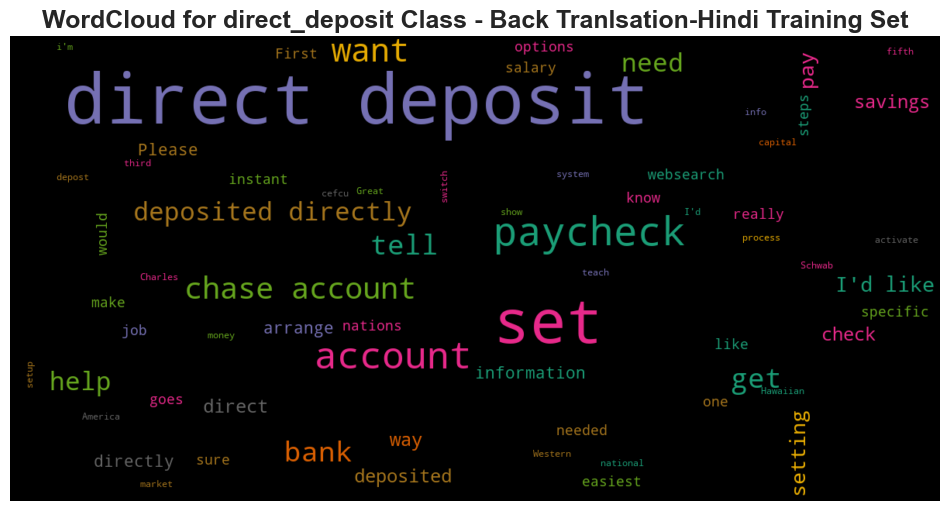 WordCloud for direct_deposit Class - Back Tranlsation-Hindi Training Set
i'm
First
want
options
salary
need
pay
fifth
direct deposit
steps
savings
info
capital
Please
third
depost
instant
cefcu
Great
switch
system
websearch
know
would
deposited directly
show
I'd
really
paycheck
process
activate
tell
Charles
teach
Schwab
chase account
I'd like
make
set
specific
job
money
arrange
nations
account
like
check
setup
help
information
get
Hawaiian
goes
direct
one
America
setting
way
needed
bank
Western
directly
sure
national
market
deposited
easiest